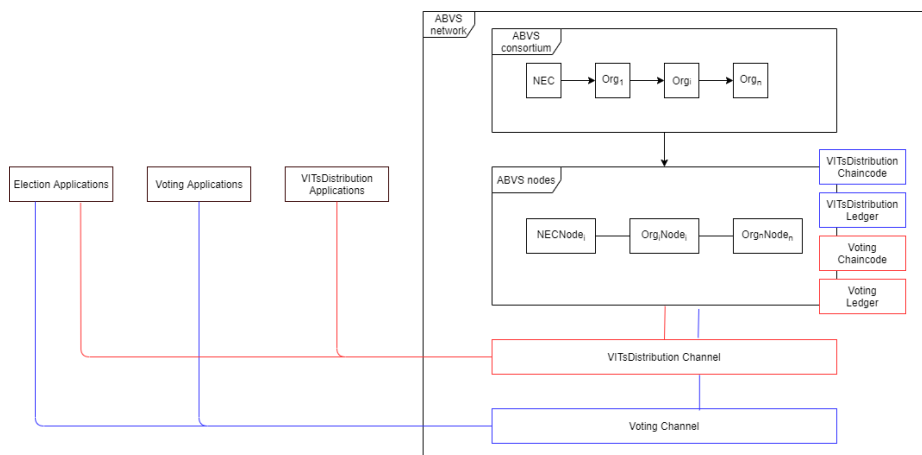 ABVS
network
ABVS
consortium
NEC
Org₁
Orgᵢ
Orgₙ
Election Applications
Voting Applications
VITsDistribution
Applications
ABVS nodes
VITsDistribution
Chaincode
VITsDistribution
Ledger
NECNodeᵢ
OrgᵢNodeᵢ
OrgₙNodeₙ
Voting
Chaincode
Voting
Ledger
VITsDistribution Channel
Voting Channel